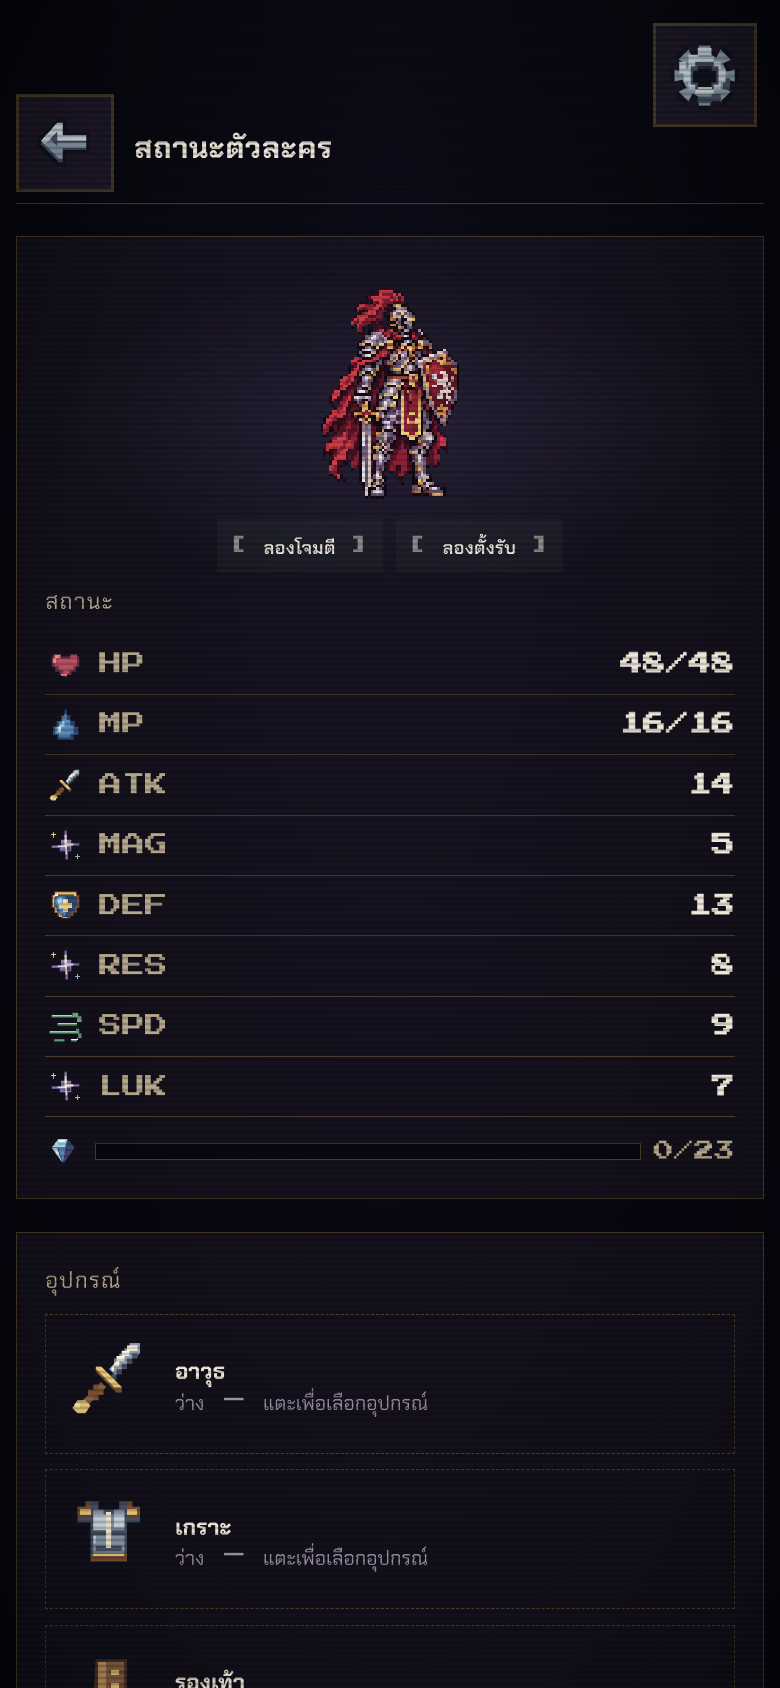 สถานะตัวละคร
[ ลองโจมตี ] [ ลองตั้งรับ ]
สถานะ
HP 48/48
MP 16/16
ATK 14
MAG 5
DEF 13
RES 8
SPD 9
LUK 7
0/23
อุปกรณ์
อาวุธ
ว่าง — แตะเพื่อเลือกอุปกรณ์
เกราะ
ว่าง — แตะเพื่อเลือกอุปกรณ์
รองเท้า